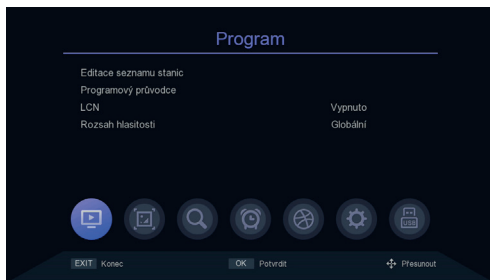 Program
Editace seznamu stanic
Programový průvodce
LCN Vypnuto
Rozsah hlasitosti Globální
USB
EXIT Konec OK Potvrdit Přesunout